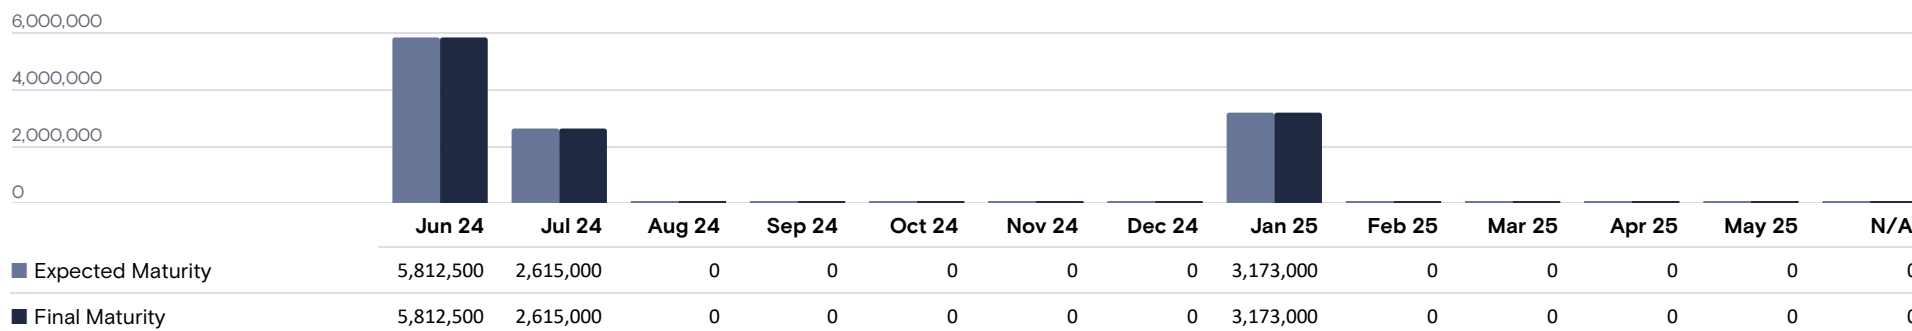 6,000,000
4,000,000
2,000,000
0
Jun 24 Jul 24 Aug 24 Sep 24 Oct 24 Nov 24 Dec 24 Jan 25 Feb 25 Mar 25 Apr 25 May 25 N/A
Expected Maturity 5,812,500 2,615,000 0 0 0 0 0 3,173,000 0 0 0 0 0
Final Maturity 5,812,500 2,615,000 0 0 0 0 0 3,173,000 0 0 0 0 0